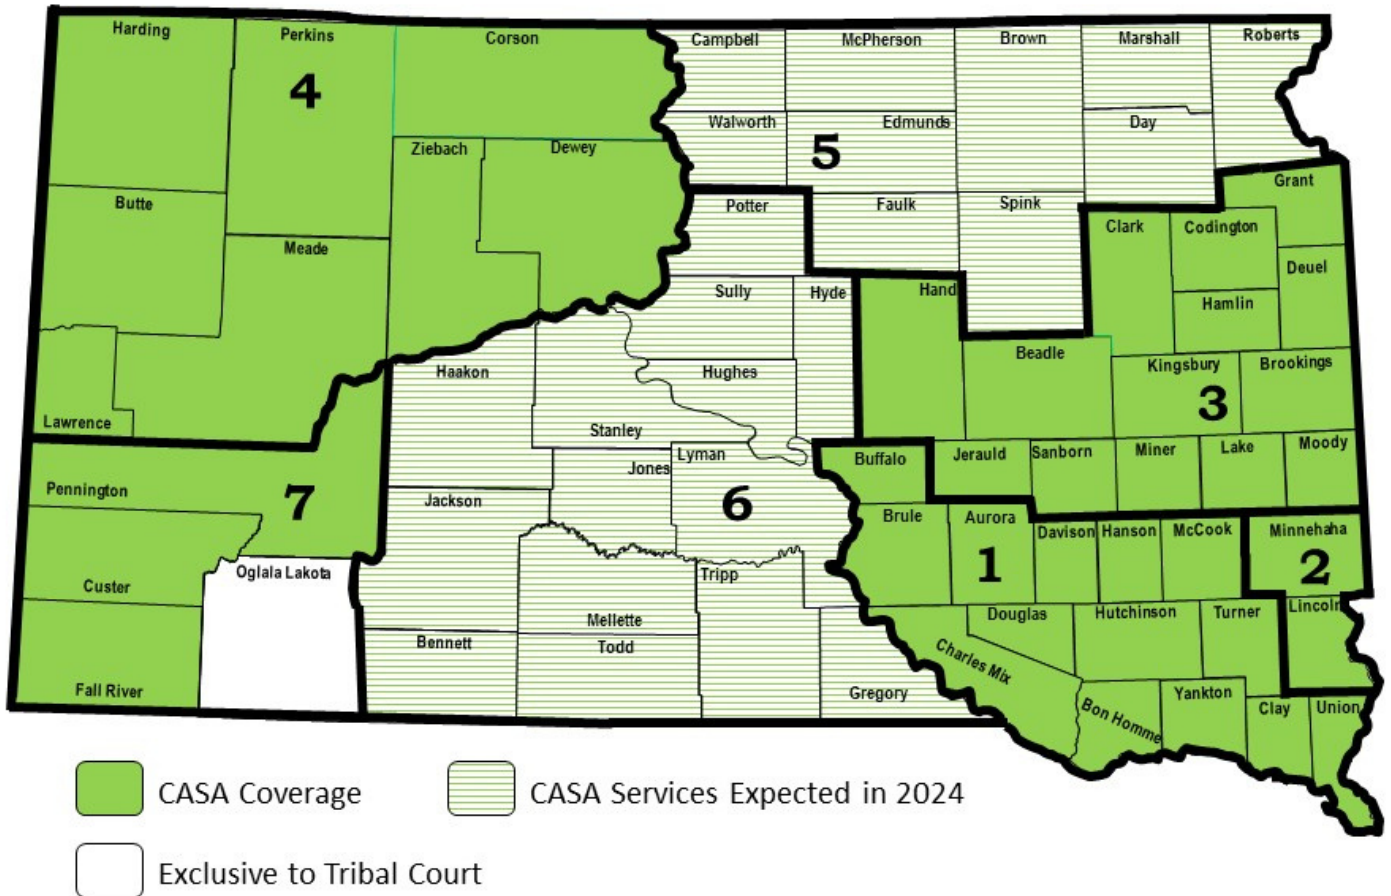 Harding
Perkins
Corson
Campbell
McPherson
Brown
Marshall
Roberts
4
Walworth
Edmunds
Day
5
Ziebach
Dewey
Butte
Potter
Faulk
Spink
Grant
Meade
Clark
Codington
Deuel
Sully
Hyde
Hand
Hamlin
Beadle
Haakon
Hughes
Kingsbury
Brookings
3
Lawrence
Stanley
Lyman
Jones
Buffalo
Jerauld
Sanborn
Miner
Lake
Moody
Pennington
7
Jackson
6
Brule
Aurora
Davison
Hanson
McCook
Minnehaha
1
2
Oglala Lakota
Custer
Tripp
Mellette
Douglas
Hutchinson
Turner
Lincoln
Bennett
Todd
Charles Mix
Fall River
Gregory
Bon Homme
Yankton
Clay
Union
CASA Coverage
CASA Services Expected in 2024
Exclusive to Tribal Court